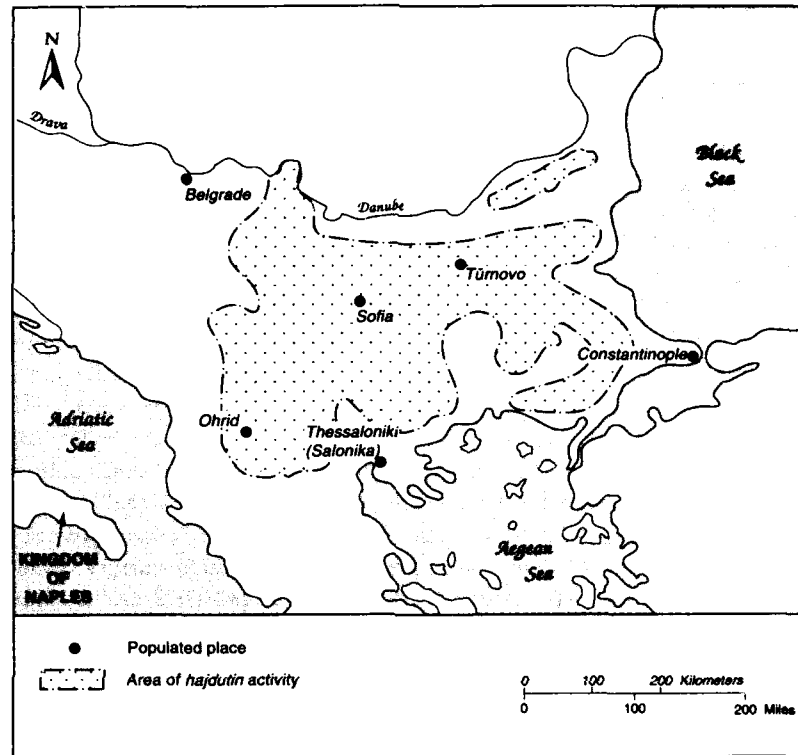 N
Drava
Black
Sea
Belgrade
Danube
Tŭrnovo
Sofia
Constantinople
Adriatic
Sea
Ohrid
Thessaloniki
(Salonika)
Aegean
Sea
KINGDOM
OF
NAPLES
Populated place
Area of hajdutin activity
0 100 200 Kilometers
0 100 200 Miles